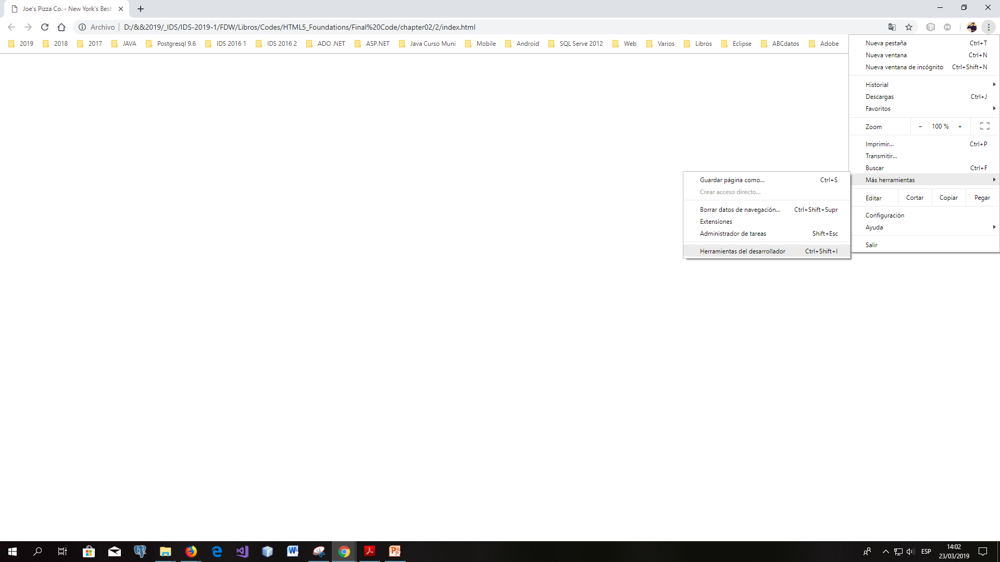 Joe's Pizza Co. - New York's Best
Archivo | D:/&&2019/_IDS/IDS-2019-1/FDW/Libros/Codes/HTML5_Foundations/Final%20Code/chapter02/2/index.html
2019 2018 2017 JAVA Postgresql 9.6 IDS 2016 1 IDS 2016 2 ADO .NET ASP.NET Java Curso Muni Mobile Android SQL Serve 2012 Web Varios Libros Eclipse ABCdatos Adobe
Nueva pestaña Ctrl+T
Nueva ventana Ctrl+N
Nueva ventana de incógnito Ctrl+Shift+N
Historial
Descargas Ctrl+J
Favoritos
Zoom - 100 % +
Imprimir... Ctrl+P
Transmitir...
Buscar Ctrl+F
Más herramientas
Editar Cortar Copiar Pegar
Configuración
Ayuda
Salir
Guardar página como... Ctrl+S
Crear acceso directo...
Borrar datos de navegación... Ctrl+Shift+Supr
Extensiones
Administrador de tareas Shift+Esc
Herramientas del desarrollador Ctrl+Shift+I
ESP
14:02
23/03/2019